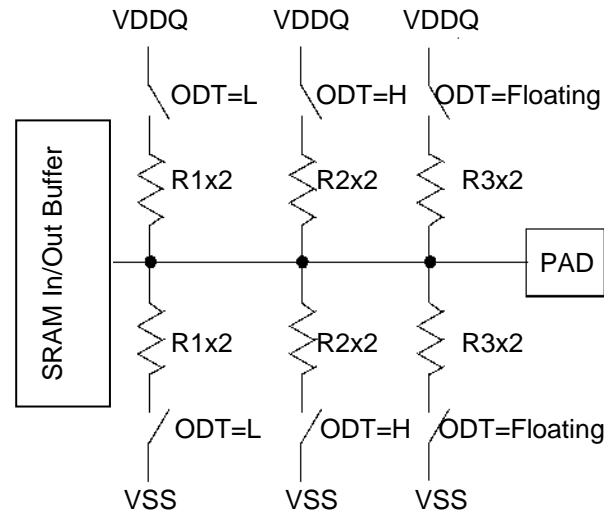 VDDQ VDDQ VDDQ
ODT=L ODT=H ODT=Floating
R1x2 R2x2 R3x2
SRAM In/Out Buffer
PAD
R1x2 R2x2 R3x2
ODT=L ODT=H ODT=Floating
VSS VSS VSS